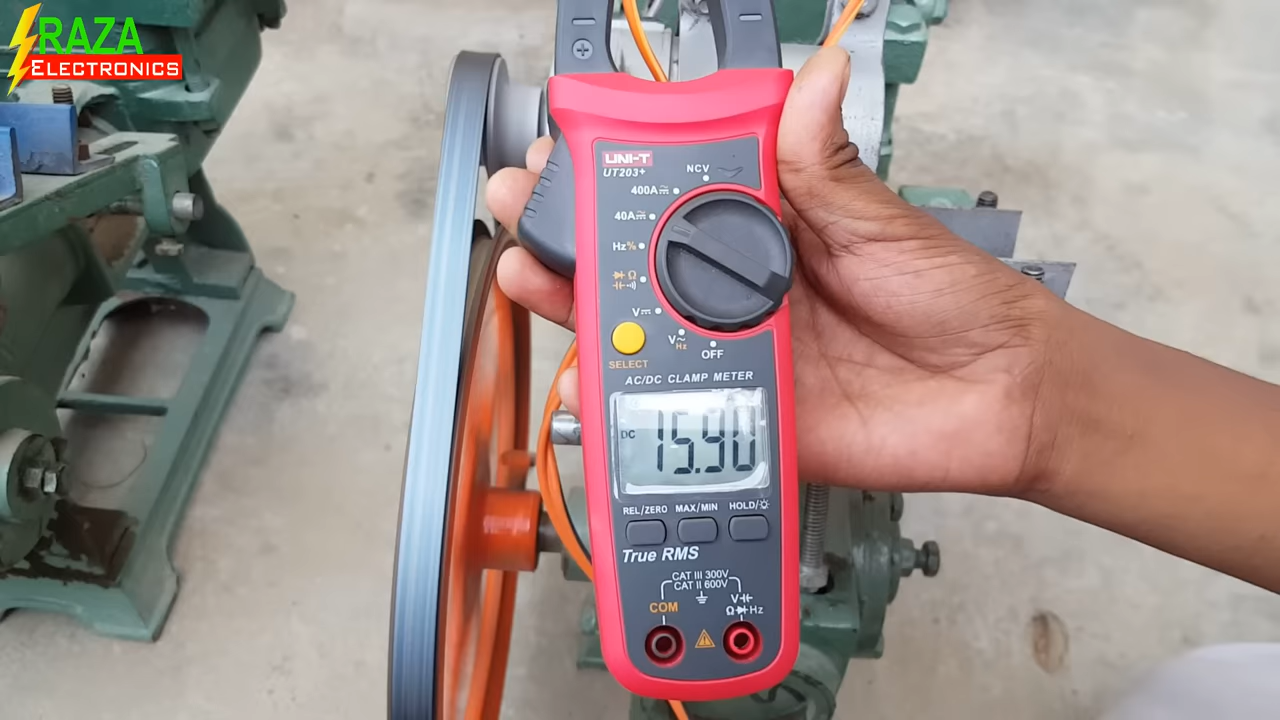 RAZA
ELECTRONICS
UNI-T
UT203+
NCV
400A
40A
Hz%
Ω
V
V~
Hz
OFF
SELECT
AC/DC CLAMP METER
DC 15.90
REL/ZERO MAX/MIN HOLD/
True RMS
CAT III 300V
CAT II 600V
COM
V
Ω Hz